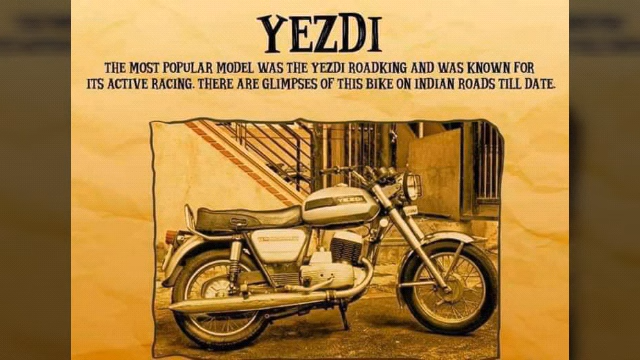 YEZDI
THE MOST POPULAR MODEL WAS THE YEZDI ROADKING AND WAS KNOWN FOR
ITS ACTIVE RACING. THERE ARE GLIMPSES OF THIS BIKE ON INDIAN ROADS TILL DATE.
YEZDI